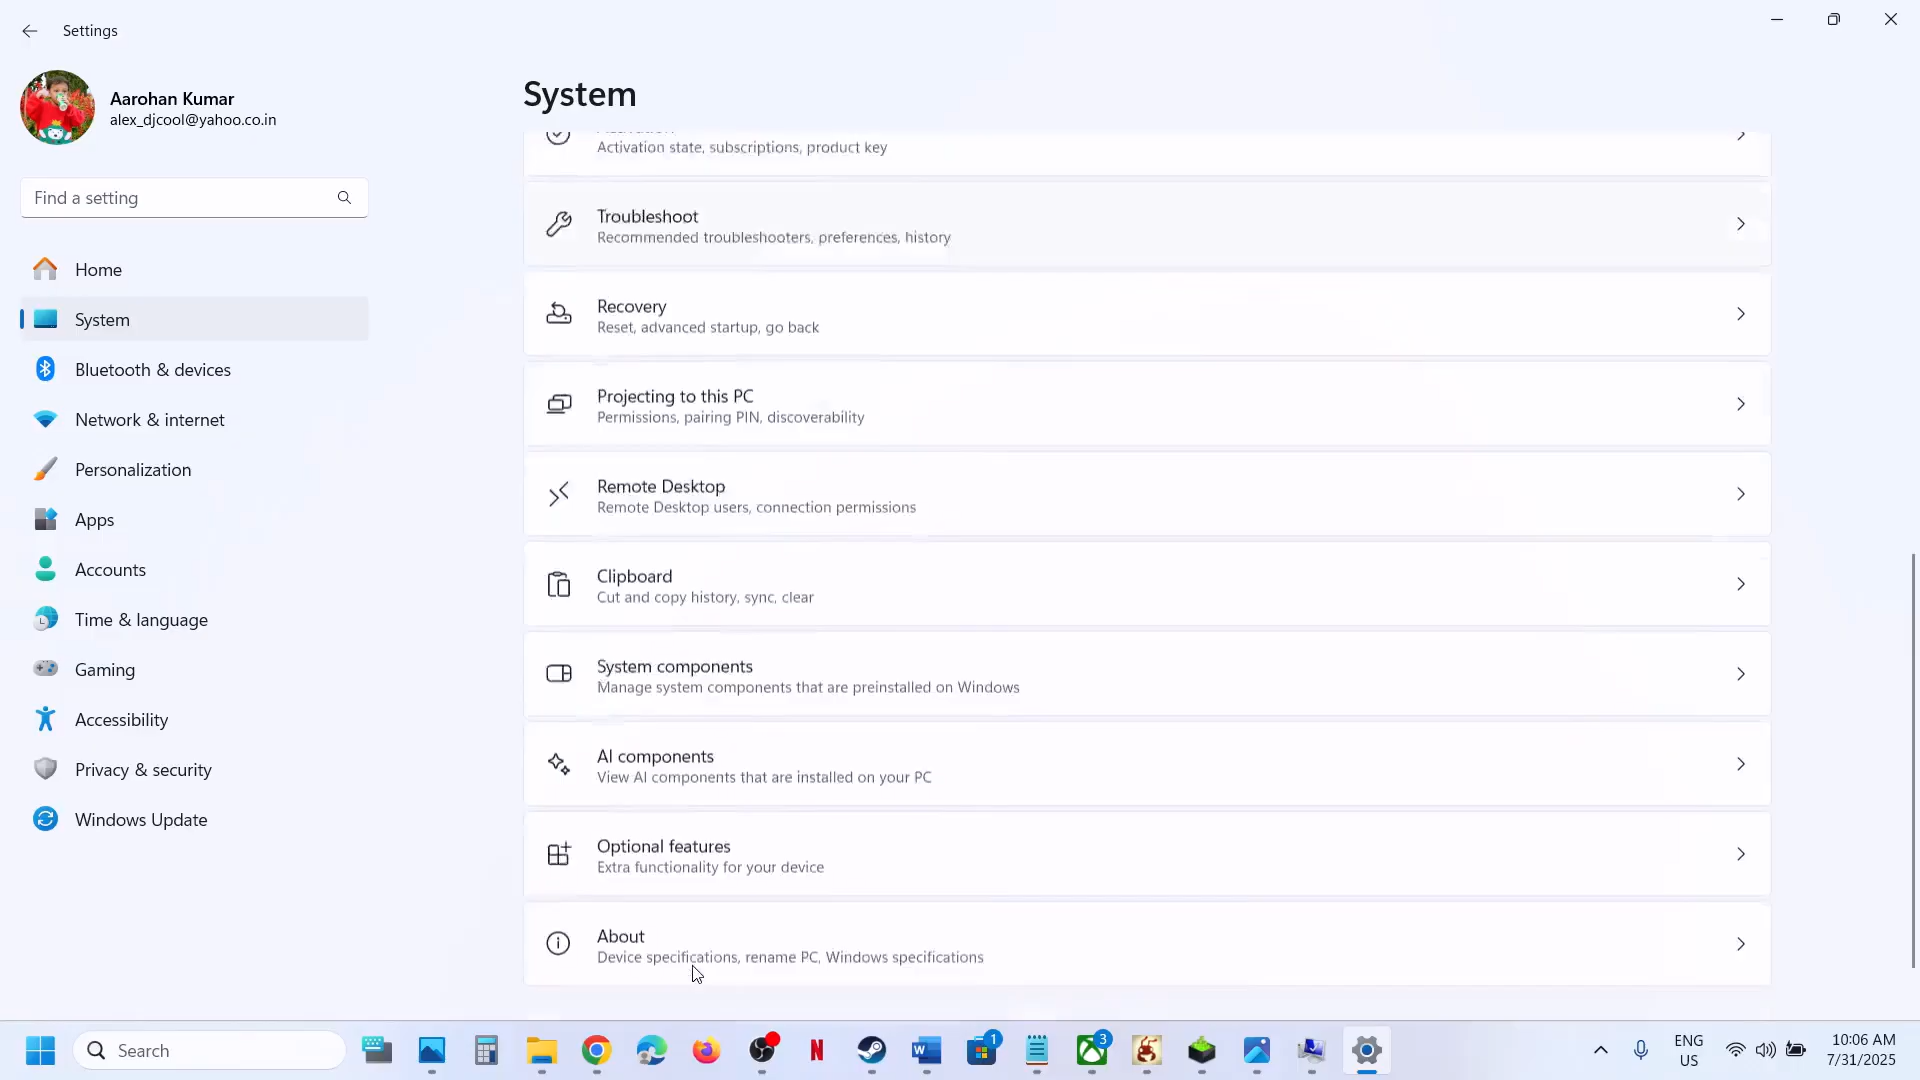 Settings
Aarohan Kumar
alex_djcool@yahoo.co.in
Find a setting
Home
System
Bluetooth & devices
Network & internet
Personalization
Apps
Accounts
Time & language
Gaming
Accessibility
Privacy & security
Windows Update
System
Activation state, subscriptions, product key
Troubleshoot
Recommended troubleshooters, preferences, history
Recovery
Reset, advanced startup, go back
Projecting to this PC
Permissions, pairing PIN, discoverability
Remote Desktop
Remote Desktop users, connection permissions
Clipboard
Cut and copy history, sync, clear
System components
Manage system components that are preinstalled on Windows
AI components
View AI components that are installed on your PC
Optional features
Extra functionality for your device
About
Device specifications, rename PC, Windows specifications
Search
1
3
ENG
US
10:06 AM
7/31/2025